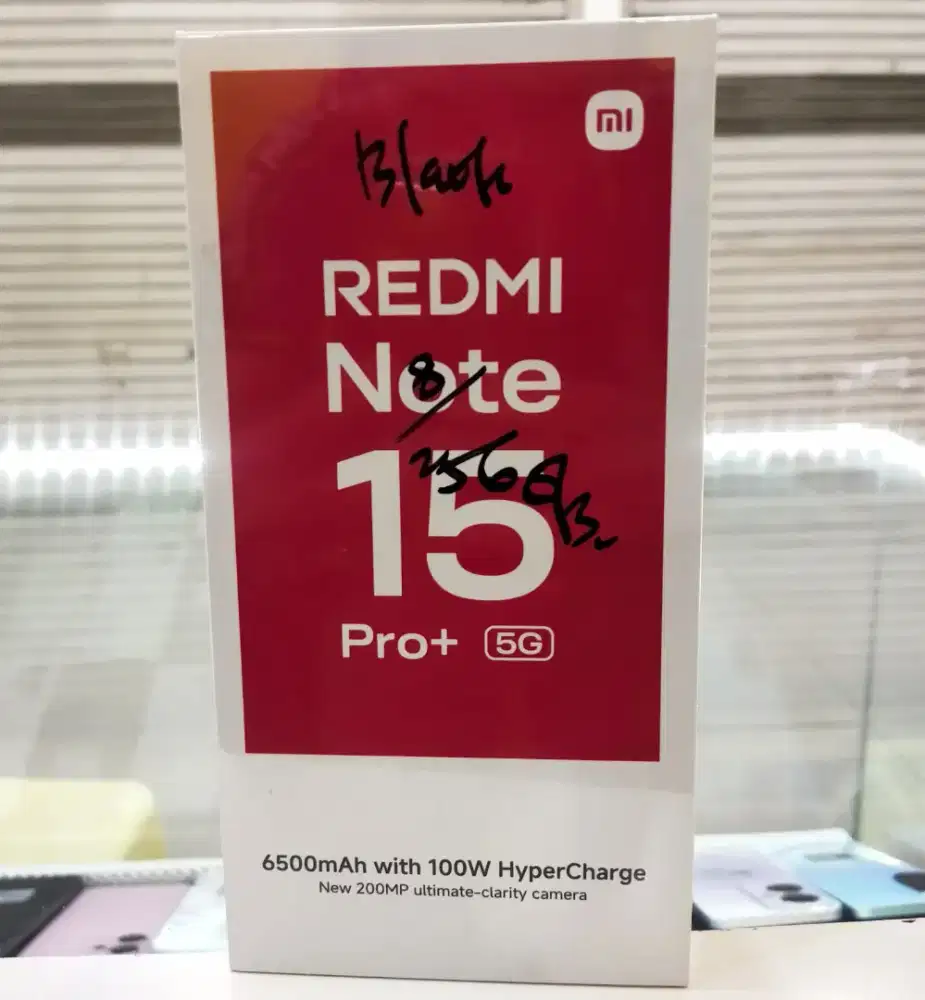 mi
Black
REDMI
Note
8/
256GB
15
Pro+ 5G
6500mAh with 100W HyperCharge
New 200MP ultimate-clarity camera